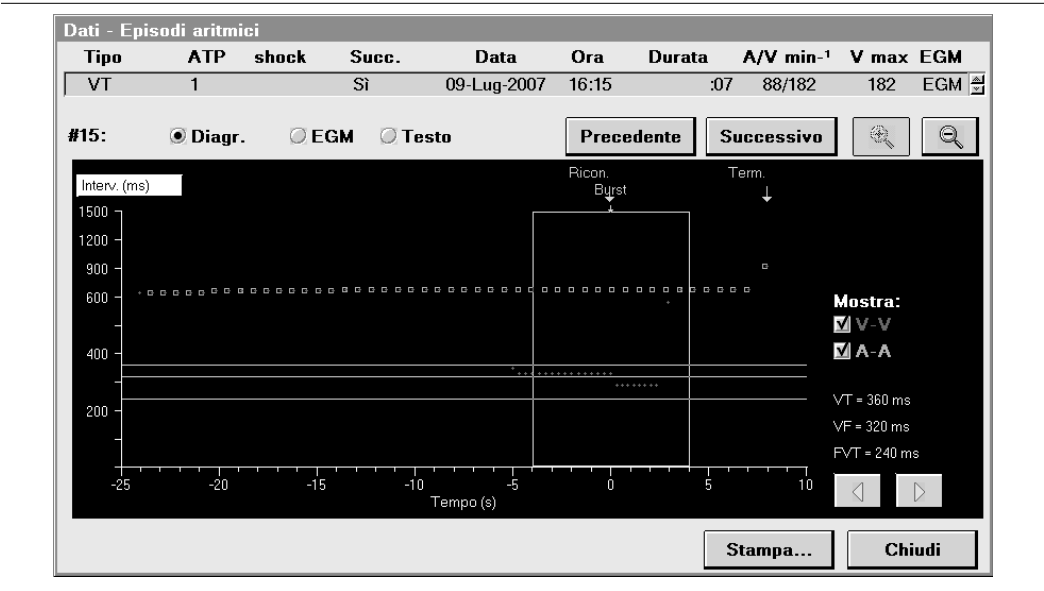 Dati - Episodi aritmici
Tipo ATP shock Succ. Data Ora Durata A/V min-¹ V max EGM
VT 1 Sì 09-Lug-2007 16:15 :07 88/182 182 EGM
#15: Diagr. EGM Testo Precedente Successivo
Interv. (ms)
Ricon. Term.
Burst
1500
1200
900
600
400
200
-25 -20 -15 -10 -5 0 5 10
Tempo (s)
Mostra:
V-V
A-A
VT = 360 ms
VF = 320 ms
FVT = 240 ms
Stampa... Chiudi